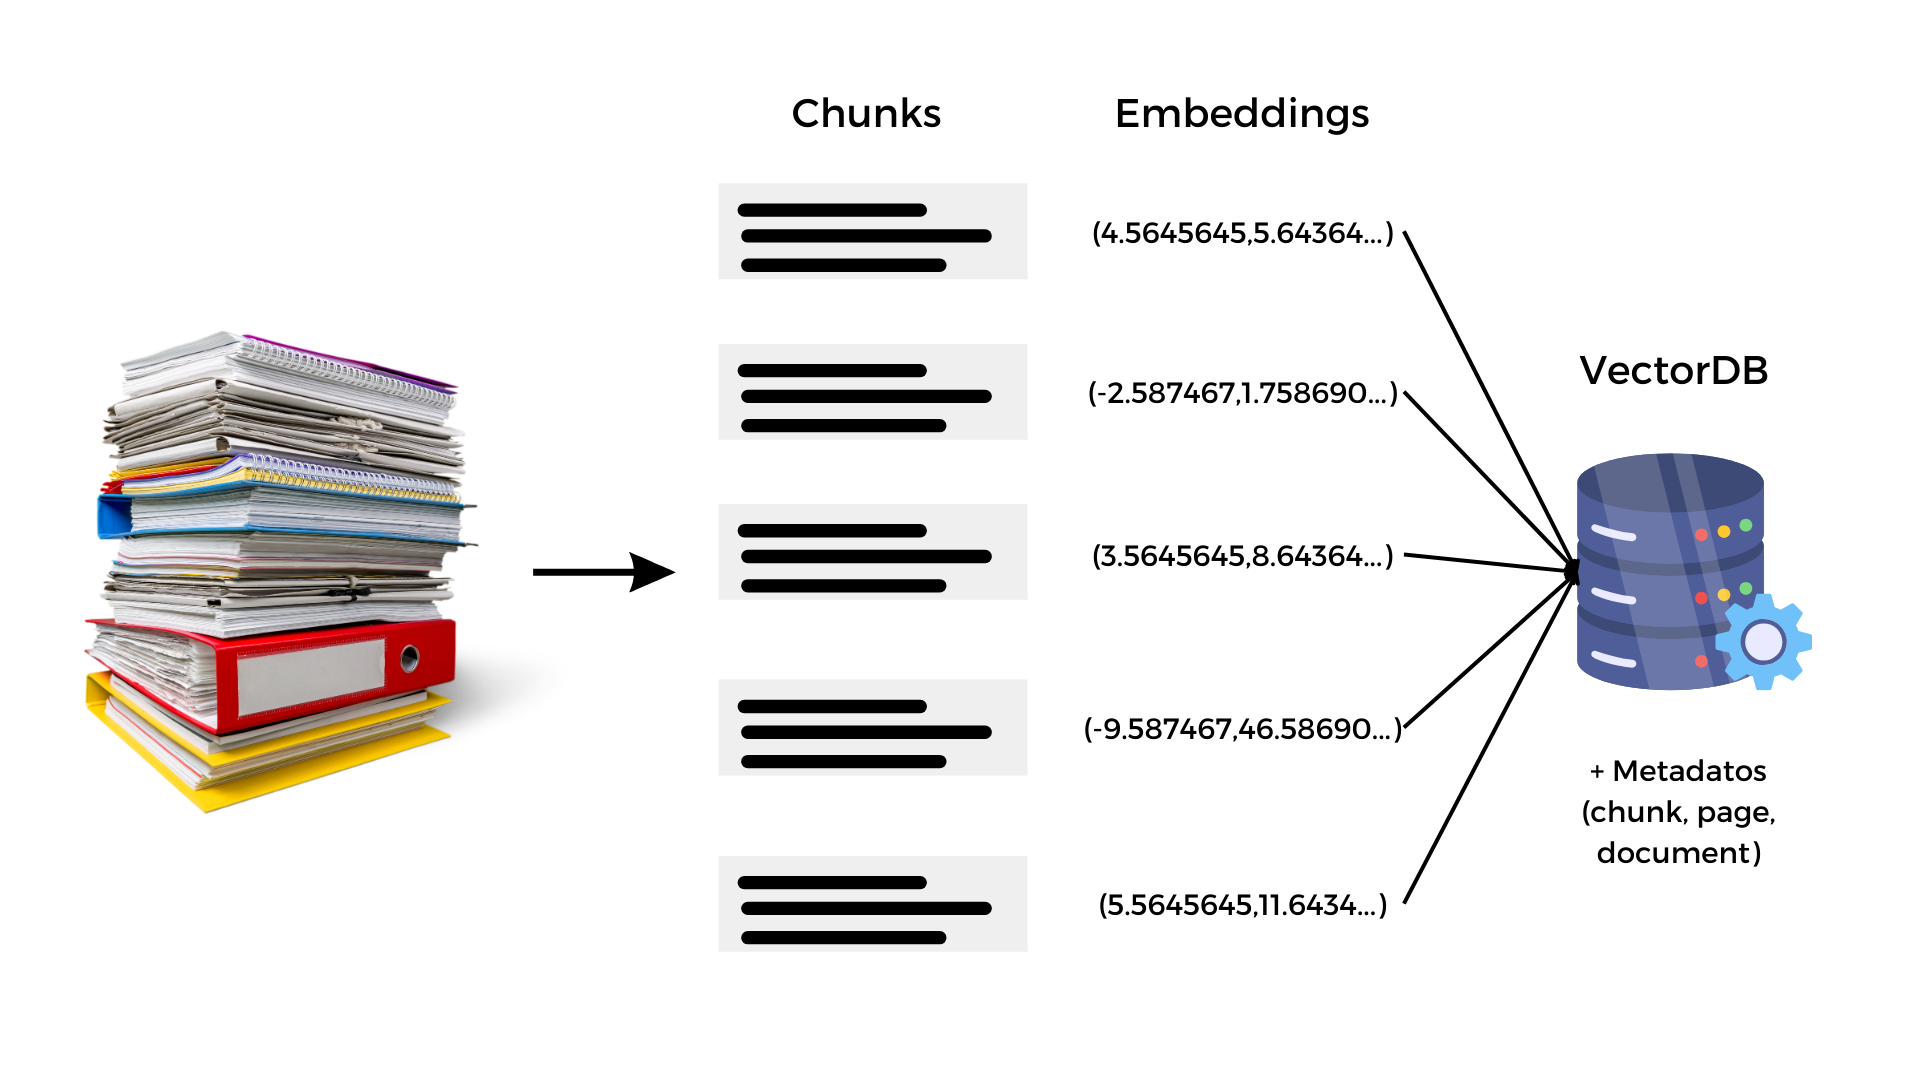 Chunks
Embeddings
(4.5645645,5.64364...)
(-2.587467,1.758690...)
(3.5645645,8.64364...)
(-9.587467,46.58690...)
(5.5645645,11.6434...)
VectorDB
+ Metadatos
(chunk, page,
document)